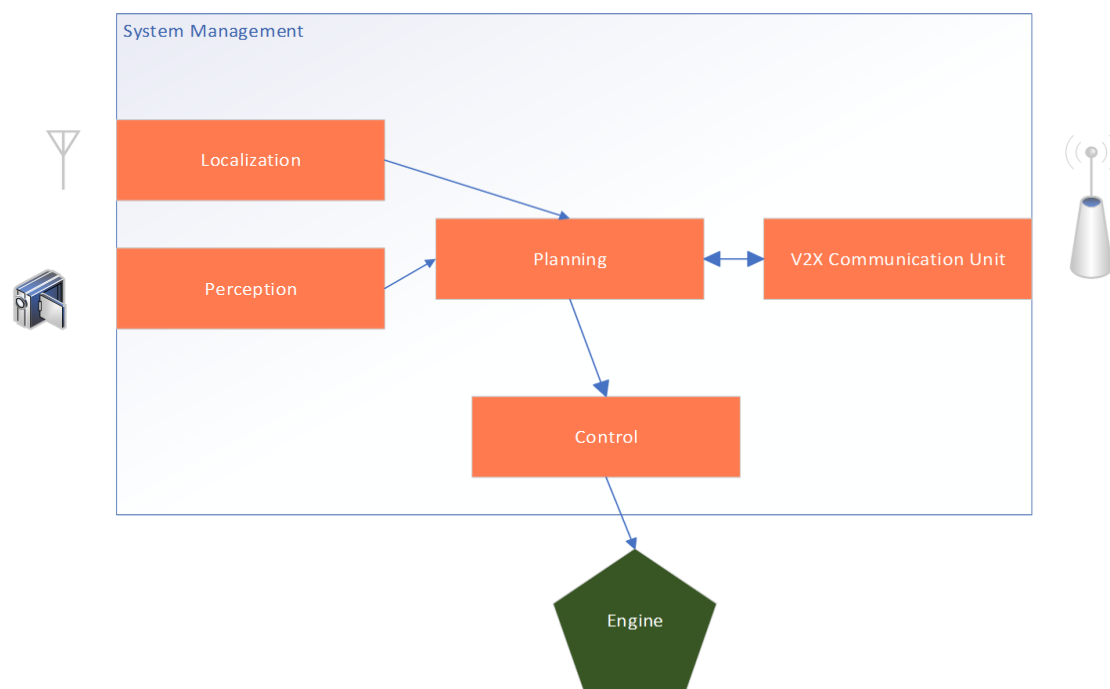 System Management
Localization
Perception
Planning
V2X Communication Unit
Control
Engine